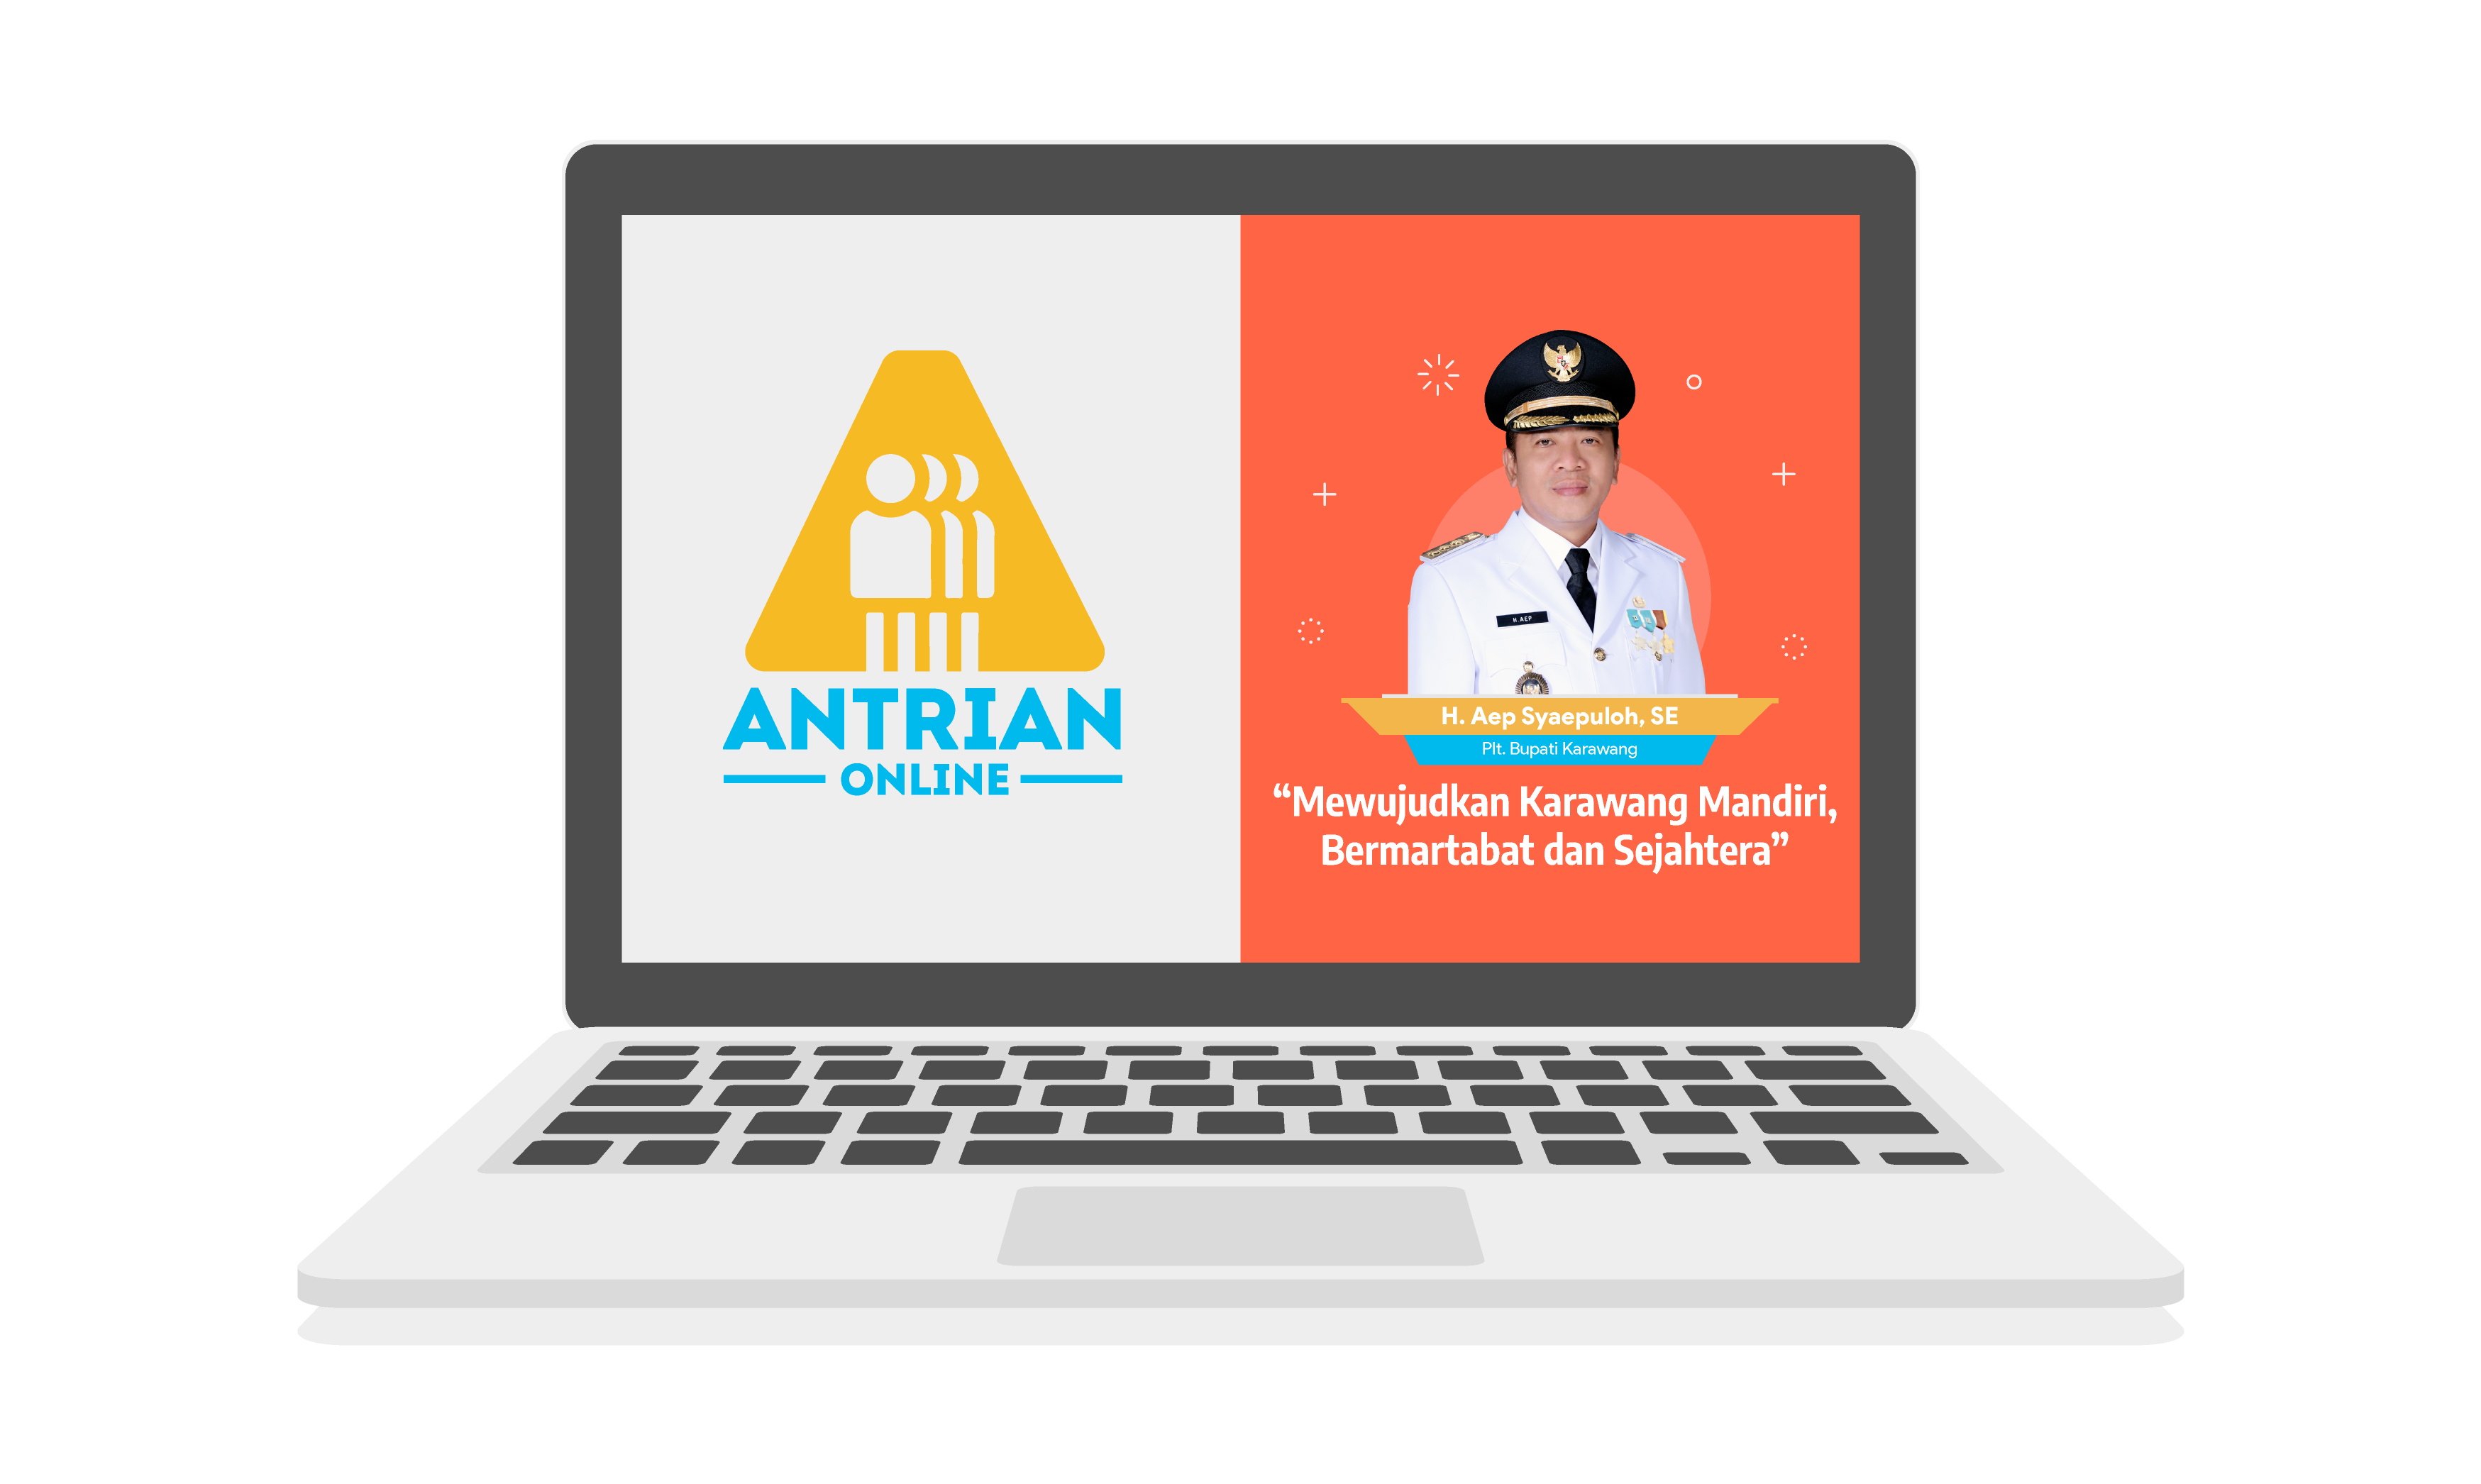 ANTRIAN
ONLINE
H. AEP
H. Aep Syaepuloh, SE
Plt. Bupati Karawang
“Mewujudkan Karawang Mandiri,
Bermartabat dan Sejahtera”